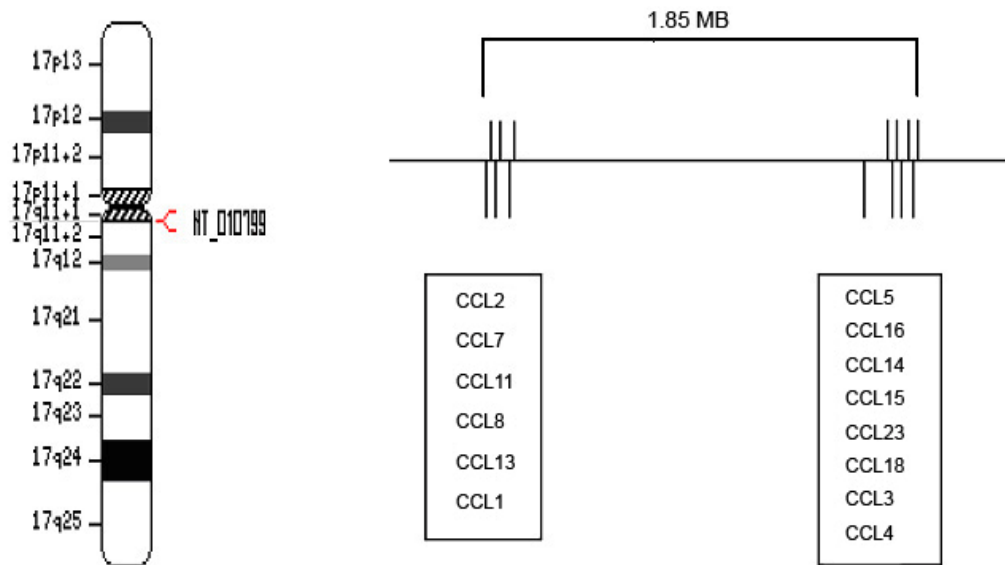 1.85 MB
17p13
17p12
17p11+2
17p11+1
17q11+1
NT_010799
17q11+2
17q12
17q21
17q22
17q23
17q24
17q25
CCL2
CCL7
CCL11
CCL8
CCL13
CCL1
CCL5
CCL16
CCL14
CCL15
CCL23
CCL18
CCL3
CCL4